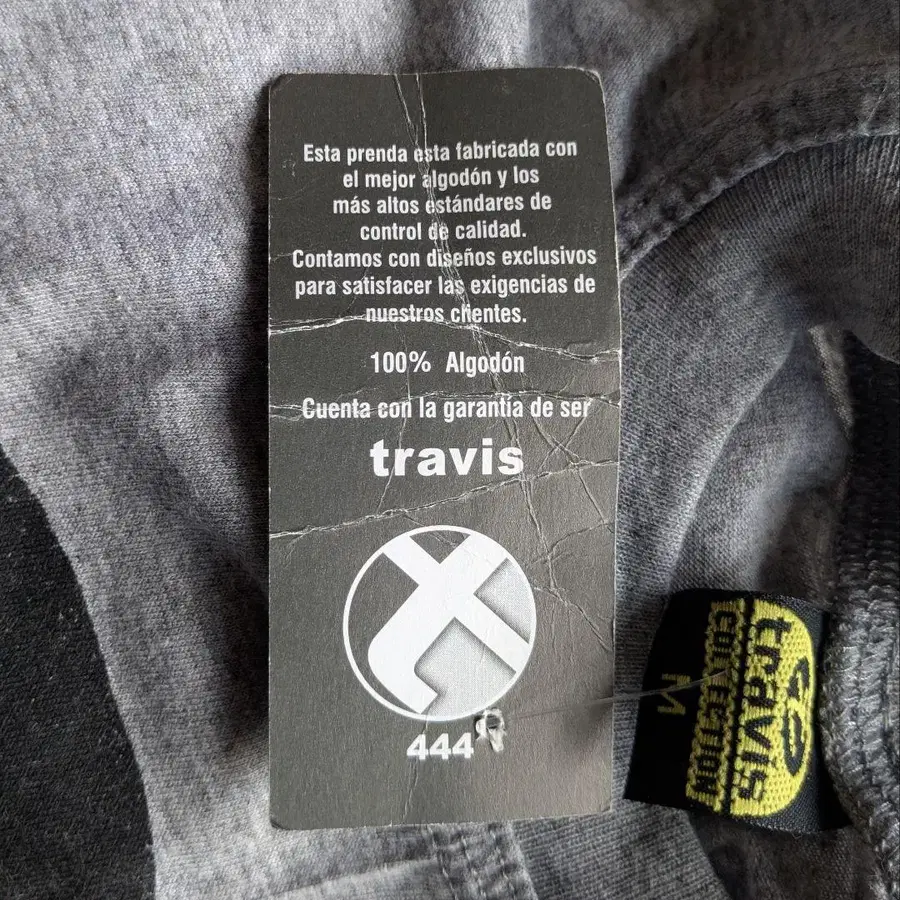 Esta prenda esta fabricada con
el mejor algodón y los
más altos estándares de
control de calidad.
Contamos con diseños exclusivos
para satisfacer las exigencias de
nuestros clientes.
100% Algodón
Cuenta con la garantía de ser
travis
444
travis
COLLECTION
M